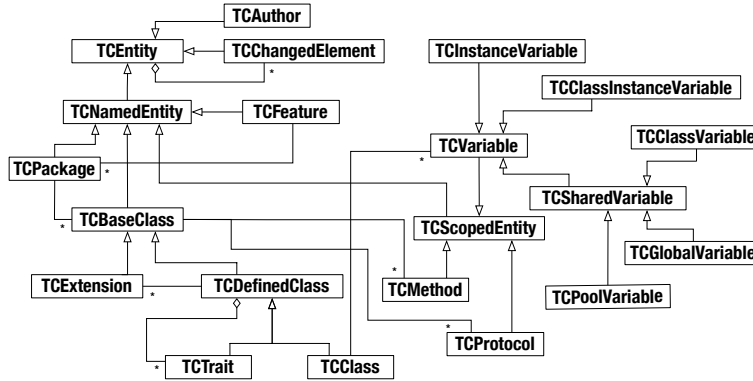 TCAuthor
TCEntity
TCChangedElement
*
TCInstanceVariable
TCClassInstanceVariable
TCNamedEntity
TCFeature
TCVariable
*
TCClassVariable
TCPackage
*
TCSharedVariable
*
TCBaseClass
TCScopedEntity
TCGlobalVariable
TCExtension
*
TCDefinedClass
*
TCMethod
TCPoolVariable
*
TCProtocol
*
TCTrait
TCClass